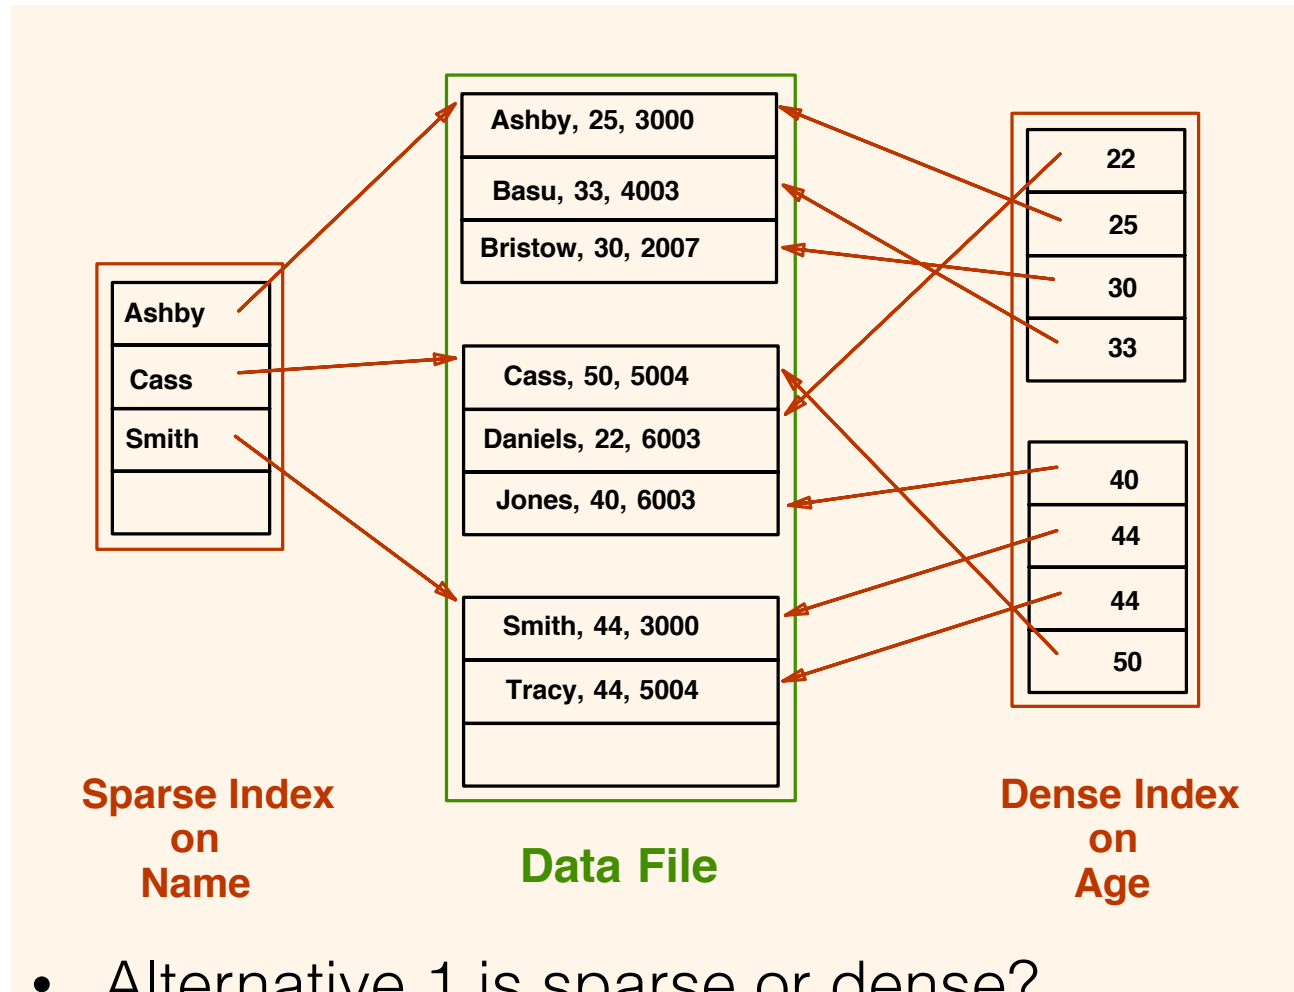 Ashby
Cass
Smith
Ashby, 25, 3000
Basu, 33, 4003
Bristow, 30, 2007
Cass, 50, 5004
Daniels, 22, 6003
Jones, 40, 6003
Smith, 44, 3000
Tracy, 44, 5004
22
25
30
33
40
44
44
50
Sparse Index
on
Name
Data File
Dense Index
on
Age
• Alternative 1 is sparse or dense?